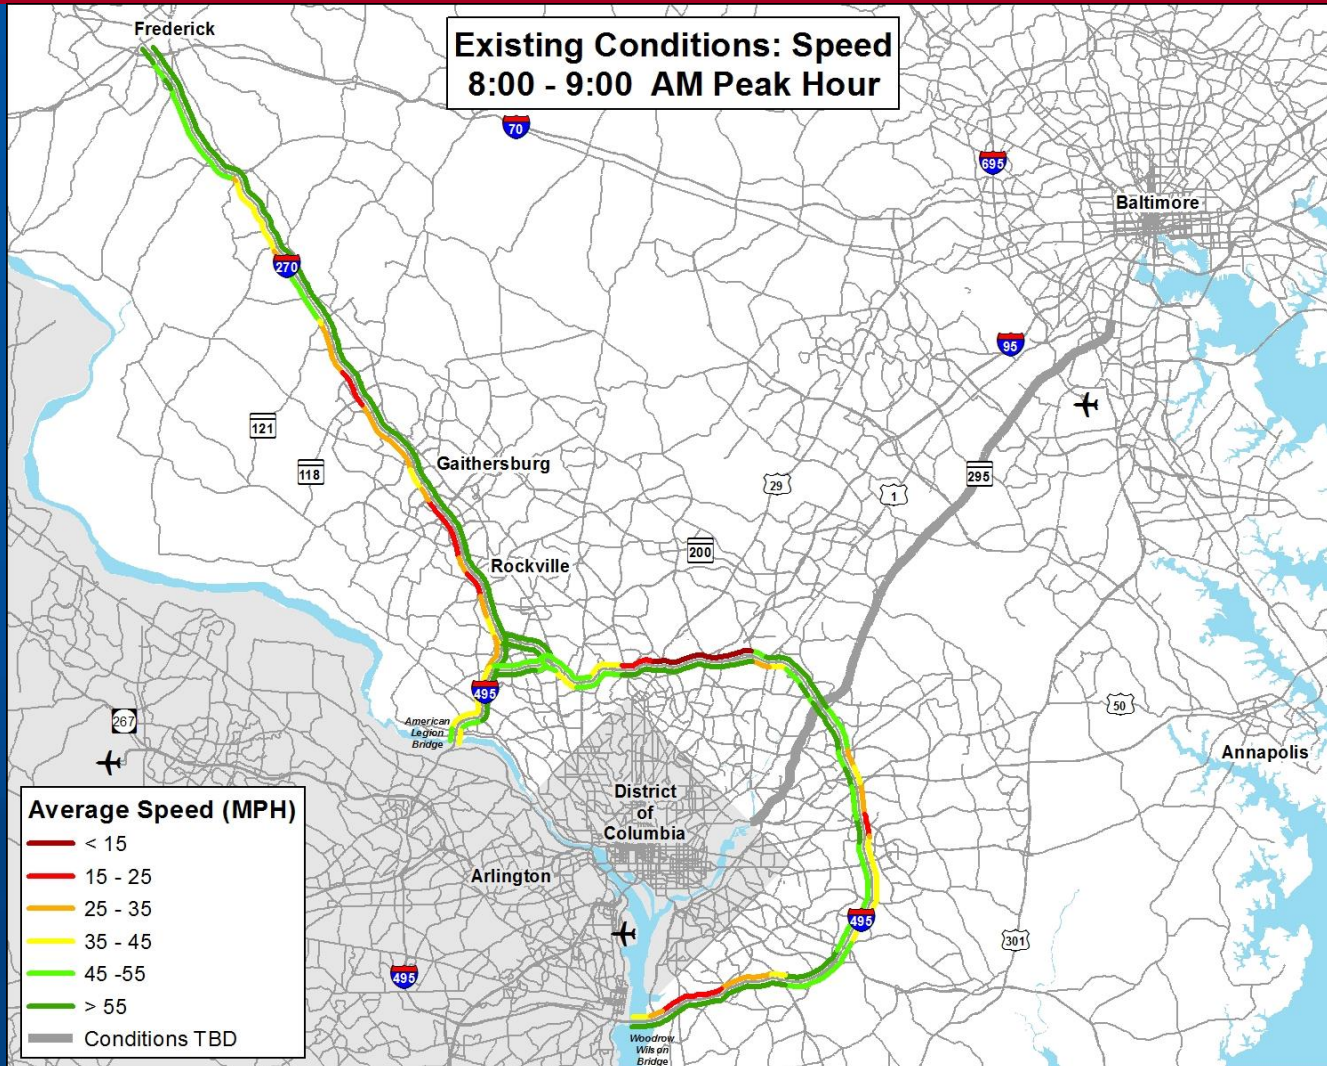 Frederick
Existing Conditions: Speed
8:00 - 9:00 AM Peak Hour
70
695
Baltimore
270
95
121
118
Gaithersburg
29
1
295
200
Rockville
495
American
Legion
Bridge
267
50
Annapolis
District
of
Columbia
Arlington
495
301
495
Woodrow
Wilson
Bridge
Average Speed (MPH)
< 15
15 - 25
25 - 35
35 - 45
45 -55
> 55
Conditions TBD